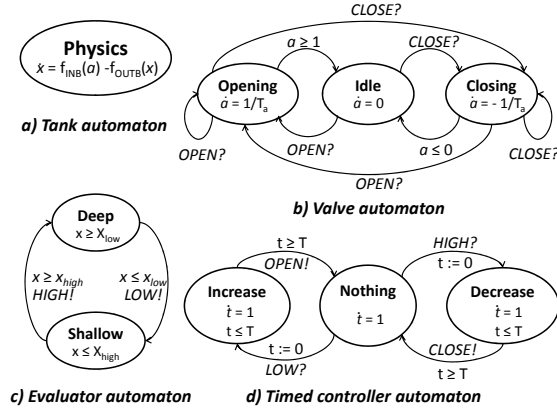 Physics
ẋ = f_INB(a) -f_OUTB(x)
a) Tank automaton
CLOSE?
a ≥ 1
CLOSE?
Opening
ȧ = 1/T_a
Idle
ȧ = 0
Closing
ȧ = - 1/T_a
OPEN?
OPEN?
a ≤ 0
CLOSE?
OPEN?
b) Valve automaton
Deep
x ≥ X_low
x ≥ x_high
HIGH!
x ≤ x_low
LOW!
Shallow
x ≤ X_high
c) Evaluator automaton
t ≥ T
OPEN!
HIGH?
t := 0
Increase
ṫ = 1
t ≤ T
Nothing
ṫ = 1
Decrease
ṫ = 1
t ≤ T
t := 0
LOW?
CLOSE!
t ≥ T
d) Timed controller automaton